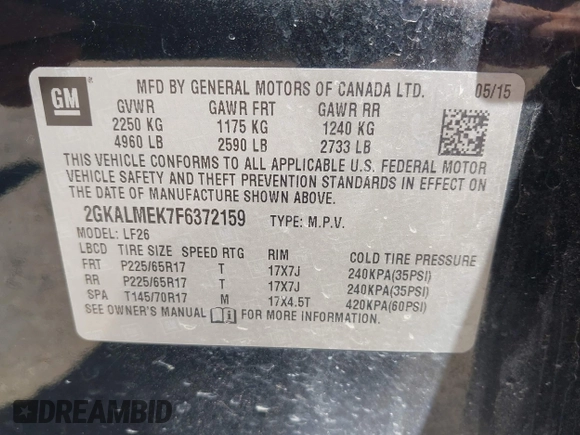 GM
MFD BY GENERAL MOTORS OF CANADA LTD. 05/15
GVWR GAWR FRT GAWR RR
2250 KG 1175 KG 1240 KG
4960 LB 2590 LB 2733 LB
THIS VEHICLE CONFORMS TO ALL APPLICABLE U.S. FEDERAL MOTOR
VEHICLE SAFETY AND THEFT PREVENTION STANDARDS IN EFFECT ON
THE DATE OF MANUFACTURE SHOWN ABOVE.
2GKALMEK7F6372159 TYPE: M.P.V.
MODEL: LF26
LBCD TIRE SIZE SPEED RTG RIM COLD TIRE PRESSURE
FRT P225/65R17 T 17X7J 240KPA(35PSI)
RR P225/65R17 T 17X7J 240KPA(35PSI)
SPA T145/70R17 M 17X4.5T 420KPA(60PSI)
SEE OWNER'S MANUAL FOR MORE INFORMATION.
DREAMBID